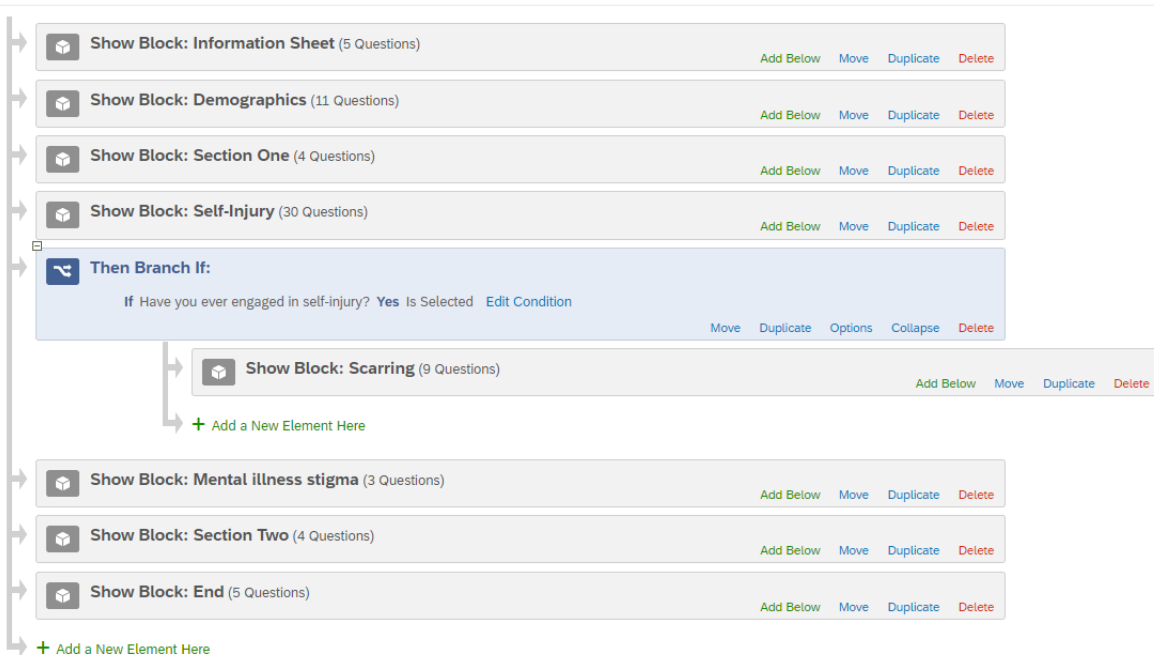 Show Block: Information Sheet (5 Questions)
Add Below Move Duplicate Delete
Show Block: Demographics (11 Questions)
Add Below Move Duplicate Delete
Show Block: Section One (4 Questions)
Add Below Move Duplicate Delete
Show Block: Self-Injury (30 Questions)
Add Below Move Duplicate Delete
Then Branch If:
If Have you ever engaged in self-injury? Yes Is Selected Edit Condition
Move Duplicate Options Collapse Delete
Show Block: Scarring (9 Questions)
Add Below Move Duplicate Delete
+ Add a New Element Here
Show Block: Mental illness stigma (3 Questions)
Add Below Move Duplicate Delete
Show Block: Section Two (4 Questions)
Add Below Move Duplicate Delete
Show Block: End (5 Questions)
Add Below Move Duplicate Delete
+ Add a New Element Here